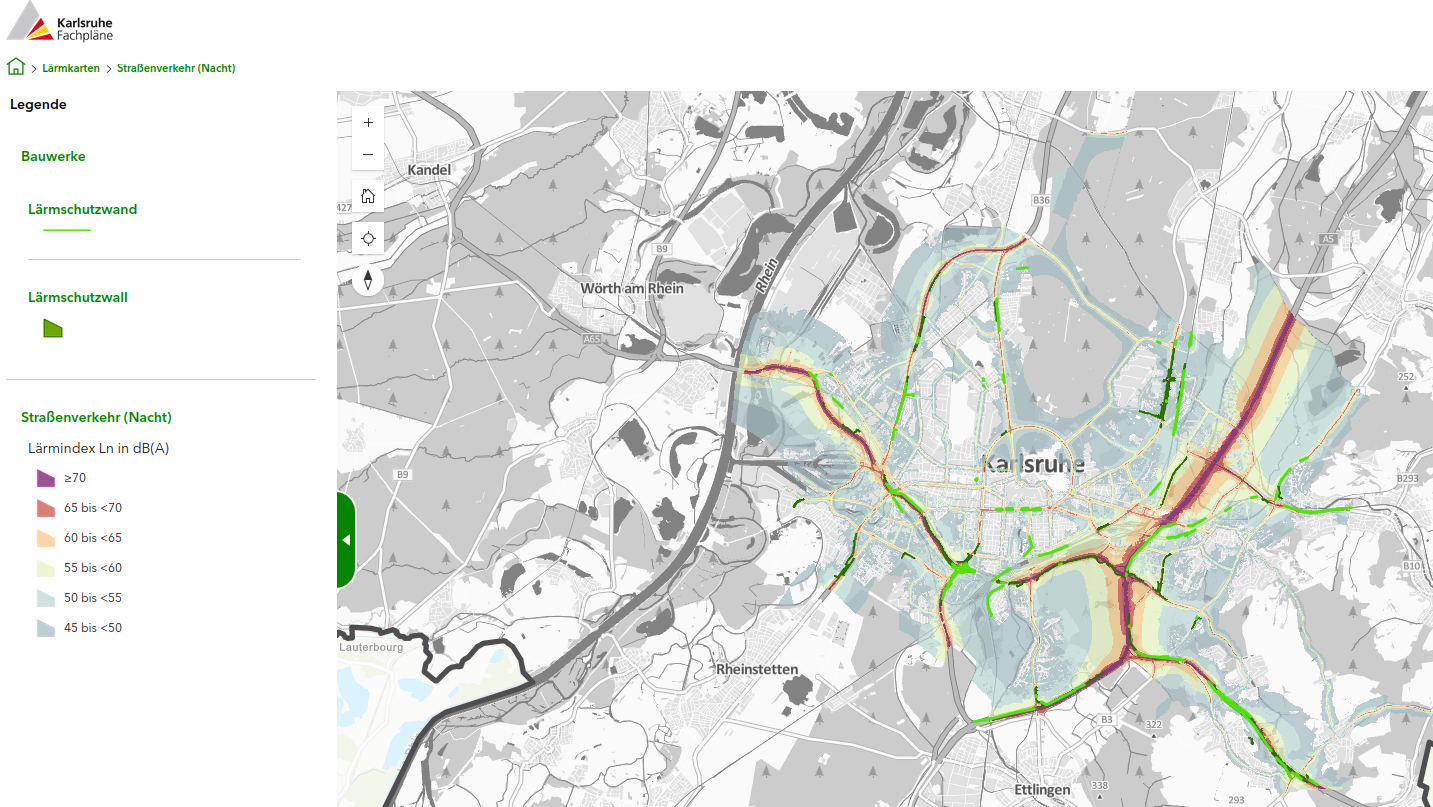 Karlsruhe
Fachpläne
Lärmkarten
Straßenverkehr (Nacht)
Legende
Bauwerke
Lärmschutzwand
Lärmschutzwall
Straßenverkehr (Nacht)
Lärmindex Ln in dB(A)
≥70
65 bis <70
60 bis <65
55 bis <60
50 bis <55
45 bis <50
+
−
Kandel
427
B9
B36
A5
Rhein
Wörth am Rhein
A65
252
Karlsruhe
B9
B293
B10
Lauterbourg
Rheinstetten
B3
322
Ettlingen
338
293